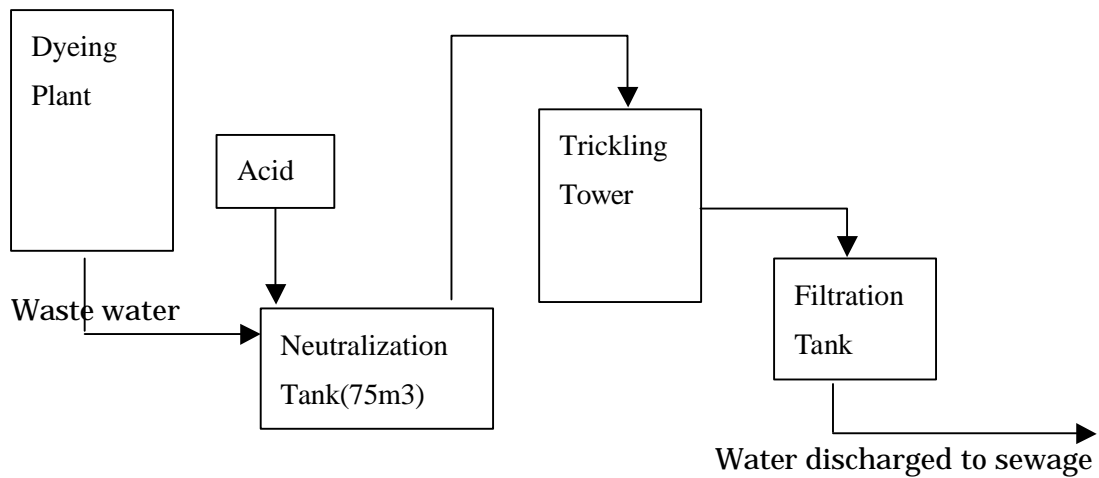 Dyeing
Plant
Acid
Trickling
Tower
Waste water
Neutralization
Tank(75m3)
Filtration
Tank
Water discharged to sewage